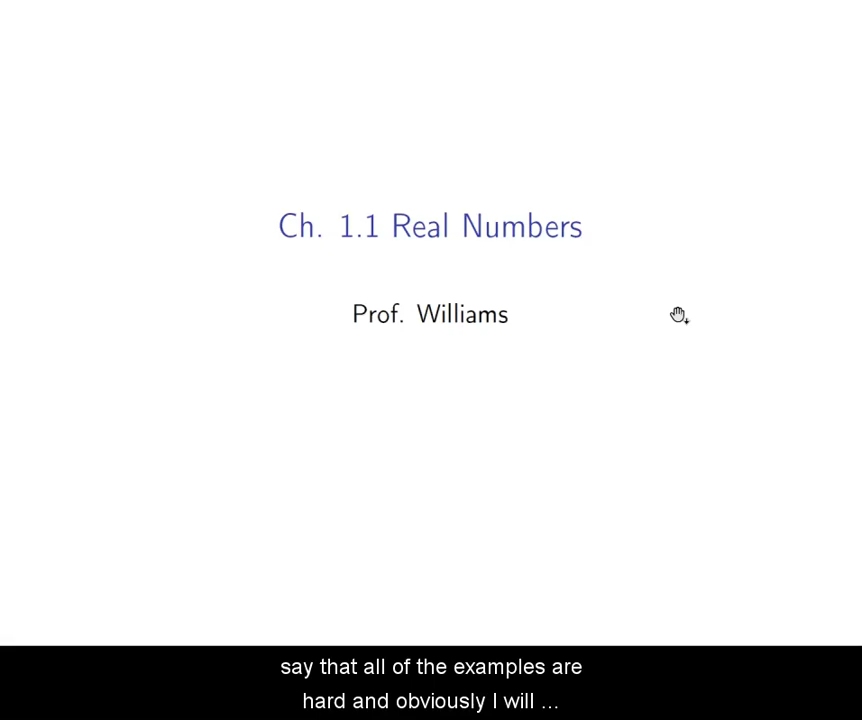 Ch. 1.1 Real Numbers
Prof. Williams
say that all of the examples are
hard and obviously I will ...